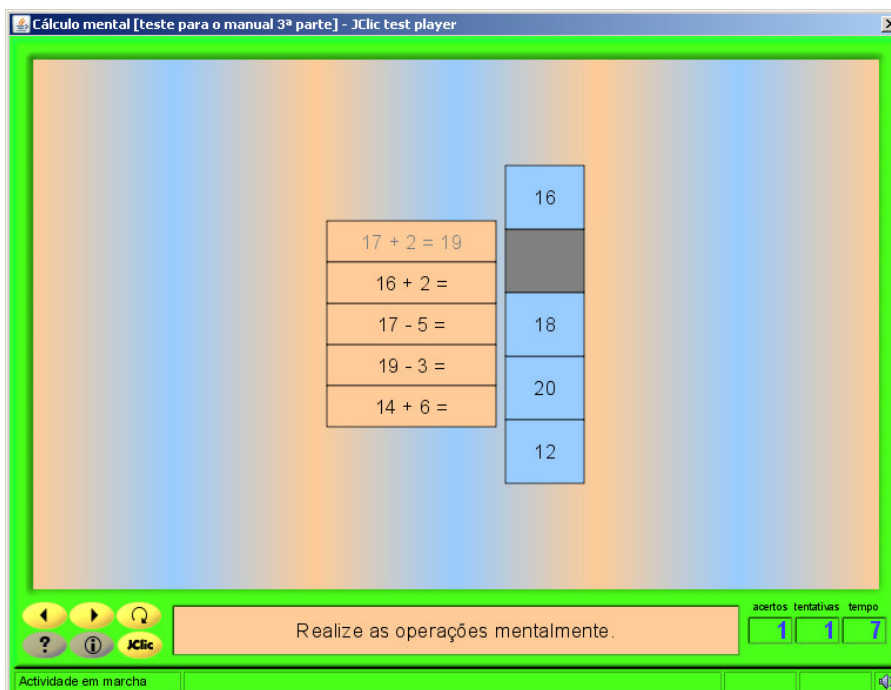 Cálculo mental [teste para o manual 3ª parte] - JClic test player
17 + 2 = 19
16 + 2 =
17 - 5 =
19 - 3 =
14 + 6 =
16
18
20
12
?
i
JClic
Realize as operações mentalmente.
acertos tentativas tempo
1 1 7
Actividade em marcha